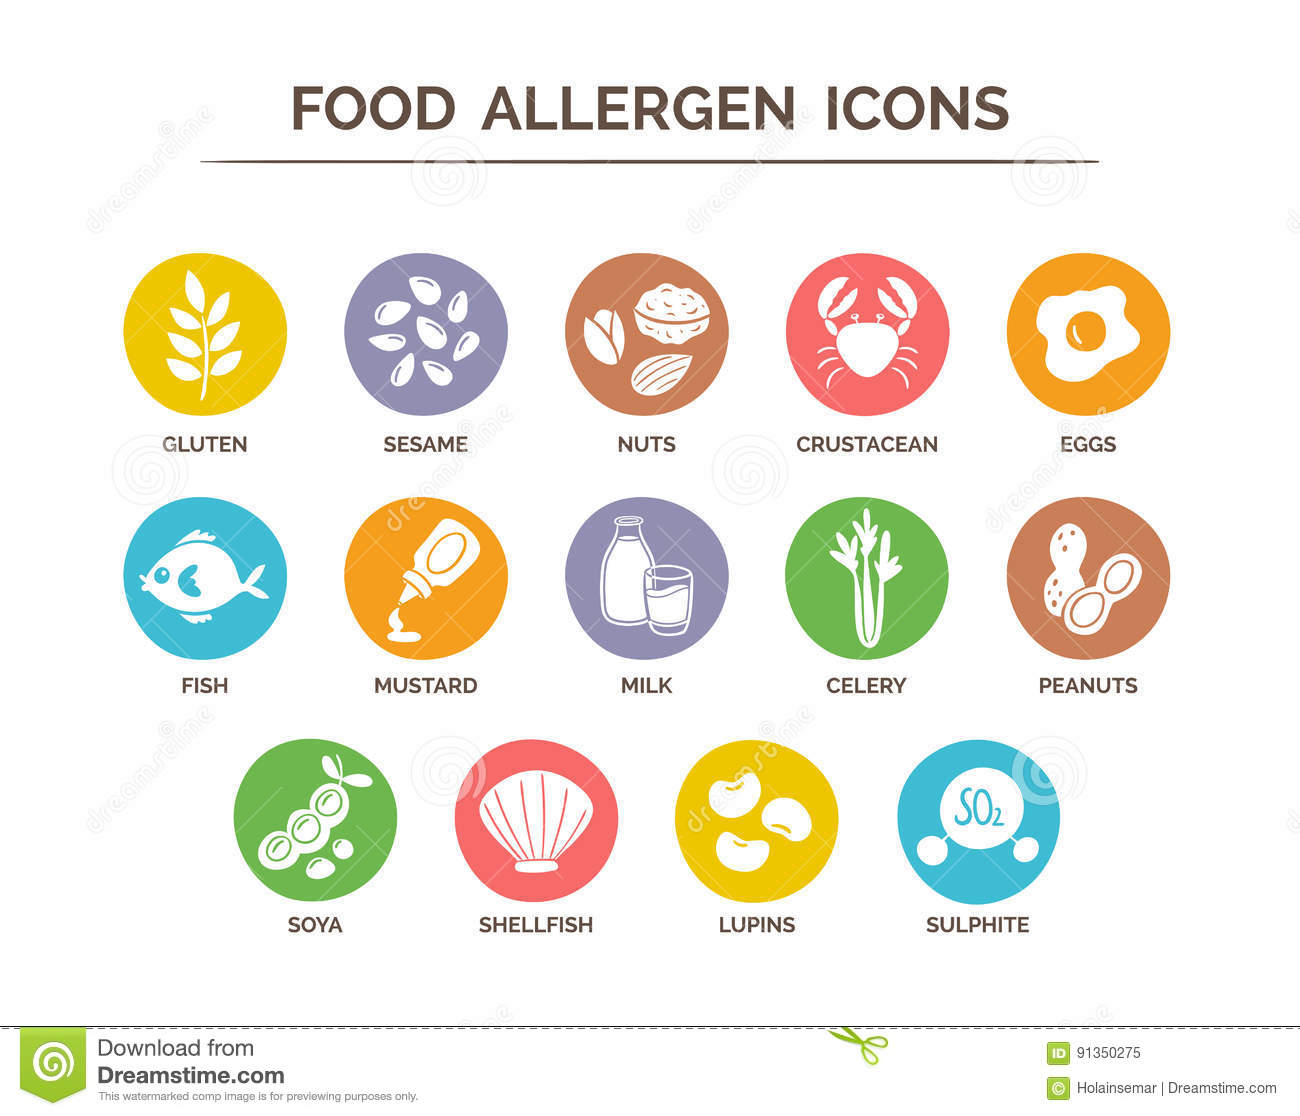 FOOD ALLERGEN ICONS
GLUTEN SESAME NUTS CRUSTACEAN EGGS
FISH MUSTARD MILK CELERY PEANUTS
SO2
SOYA SHELLFISH LUPINS SULPHITE
Download from
Dreamstime.com
This watermarked comp image is for previewing purposes only.
ID 91350275
© Holainsemar | Dreamstime.com
dreamstime